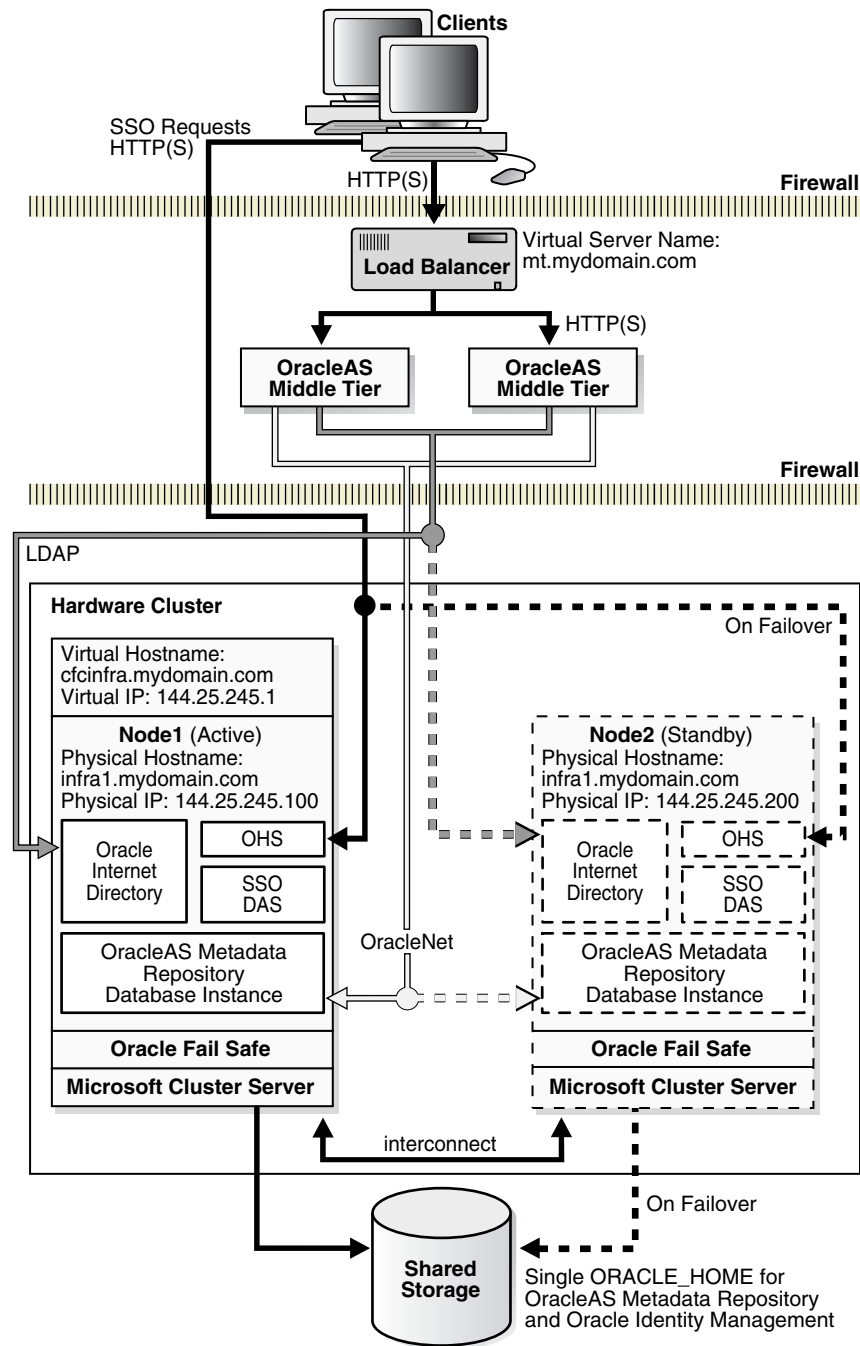 Clients
SSO Requests
HTTP(S)
HTTP(S)
Firewall
Virtual Server Name:
mt.mydomain.com
Load Balancer
HTTP(S)
OracleAS
Middle Tier
OracleAS
Middle Tier
Firewall
LDAP
Hardware Cluster
On Failover
Virtual Hostname:
cfcinfra.mydomain.com
Virtual IP: 144.25.245.1
Node1 (Active)
Physical Hostname:
infra1.mydomain.com
Physical IP: 144.25.245.100
Oracle
Internet
Directory
OHS
SSO
DAS
OracleAS Metadata
Repository
Database Instance
Oracle Fail Safe
Microsoft Cluster Server
OracleNet
Node2 (Standby)
Physical Hostname:
infra1.mydomain.com
Physical IP: 144.25.245.200
Oracle
Internet
Directory
OHS
SSO
DAS
OracleAS Metadata
Repository
Database Instance
Oracle Fail Safe
Microsoft Cluster Server
interconnect
On Failover
Shared
Storage
Single ORACLE_HOME for
OracleAS Metadata Repository
and Oracle Identity Management